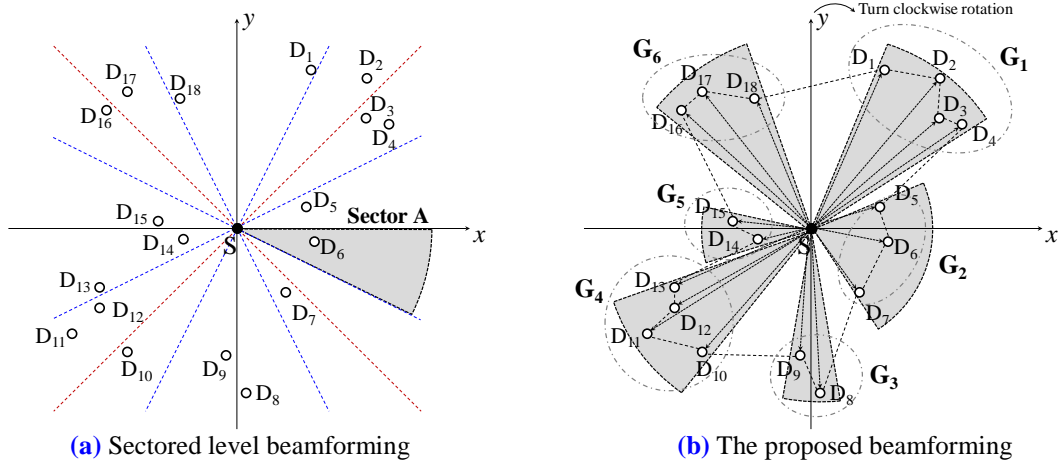 y
D₁
D₂
D₁₇
D₁₈
D₃
D₁₆
D₄
D₅
D₁₅
Sector A
x
D₁₄
S
D₆
D₁₃
D₇
D₁₂
D₁₁
D₁₀
D₉
D₈
(a) Sectored level beamforming
y
Turn clockwise rotation
G₆
G₁
D₁
D₂
D₁₇
D₁₈
D₃
D₁₆
D₄
G₅
D₅
D₁₅
x
D₁₄
S
D₆
G₂
D₁₃
G₄
D₇
D₁₂
D₁₁
D₁₀
D₉
G₃
D₈
(b) The proposed beamforming